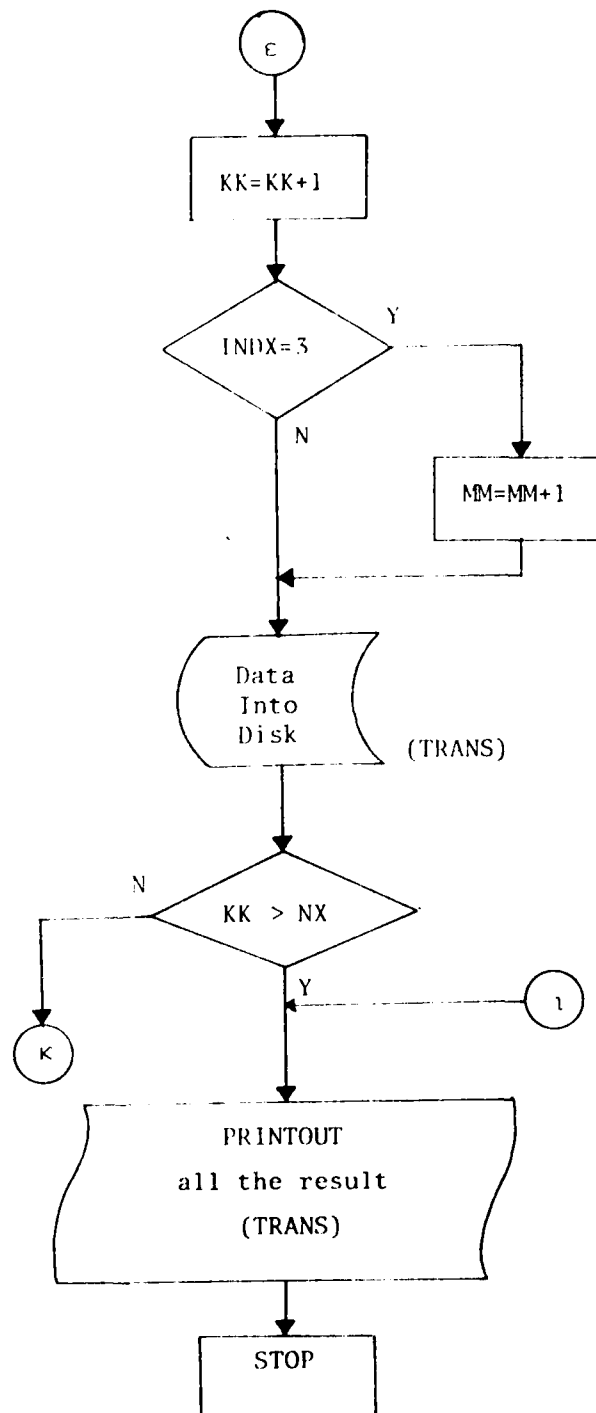 ε
KK=KK+1
INDX=3
Y
N
MM=MM+1
Data
Into
Disk
(TRANS)
N
KK > NX
Y
ι
κ
PRINTOUT
all the result
(TRANS)
STOP